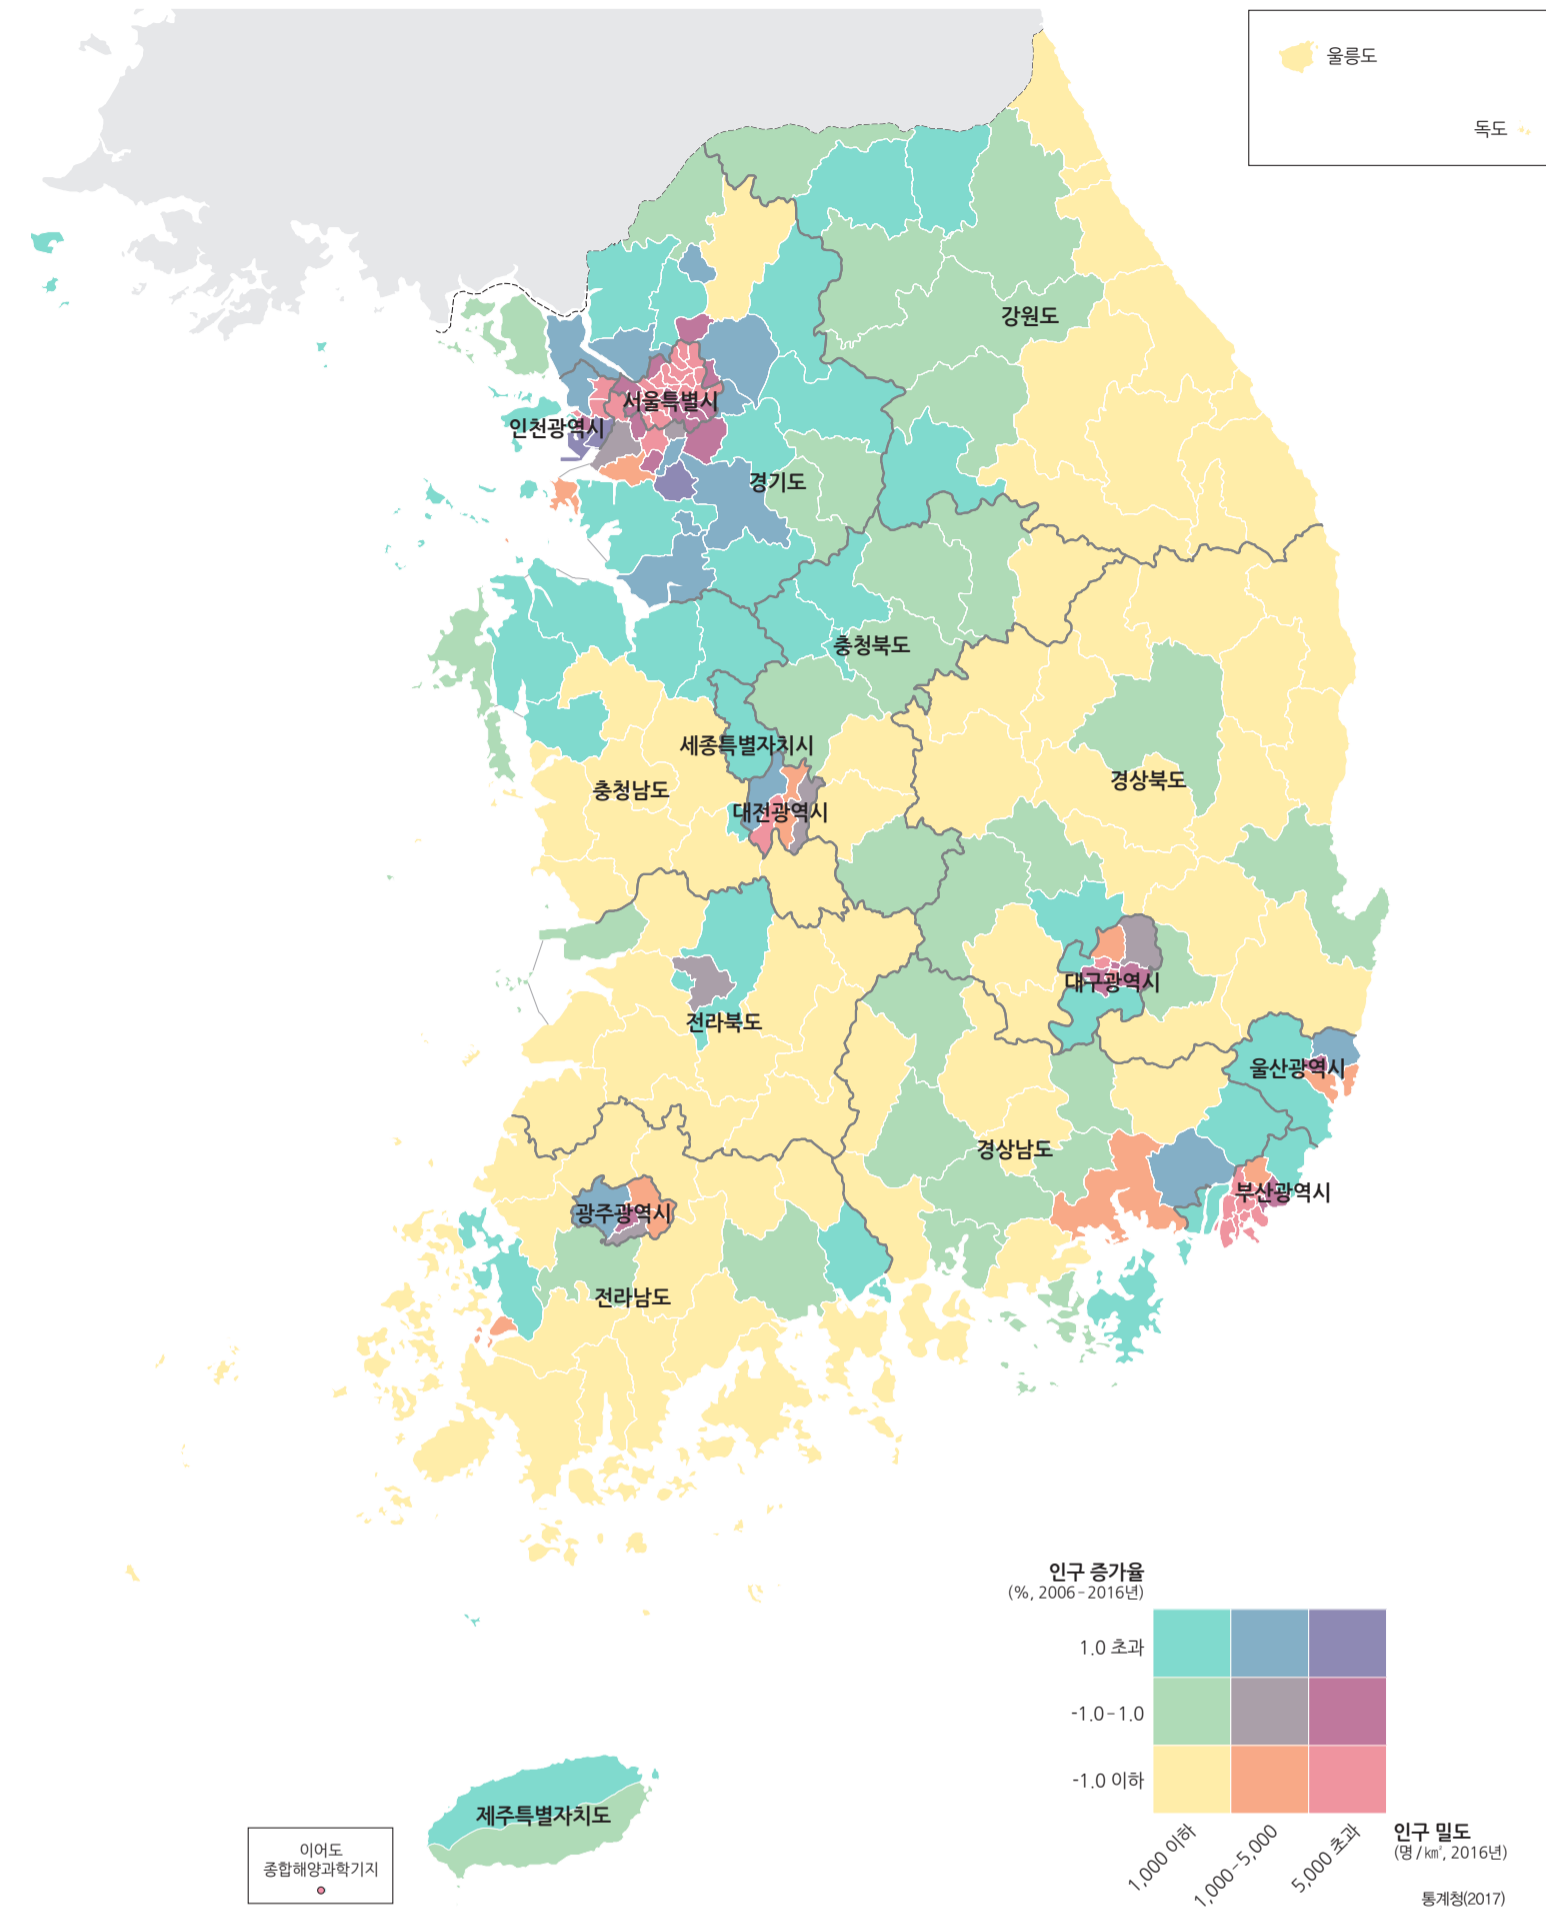 울릉도
독도
강원도
서울특별시
인천광역시
경기도
충청북도
세종특별자치시
충청남도
경상북도
대전광역시
대구광역시
전라북도
울산광역시
경상남도
부산광역시
광주광역시
전라남도
제주특별자치도
이어도
종합해양과학기지
인구 증가율
(%, 2006-2016년)
1.0 초과
-1.0-1.0
-1.0 이하
1,000 이하
1,000-5,000
5,000 초과
인구 밀도
(명/㎢, 2016년)
통계청(2017)